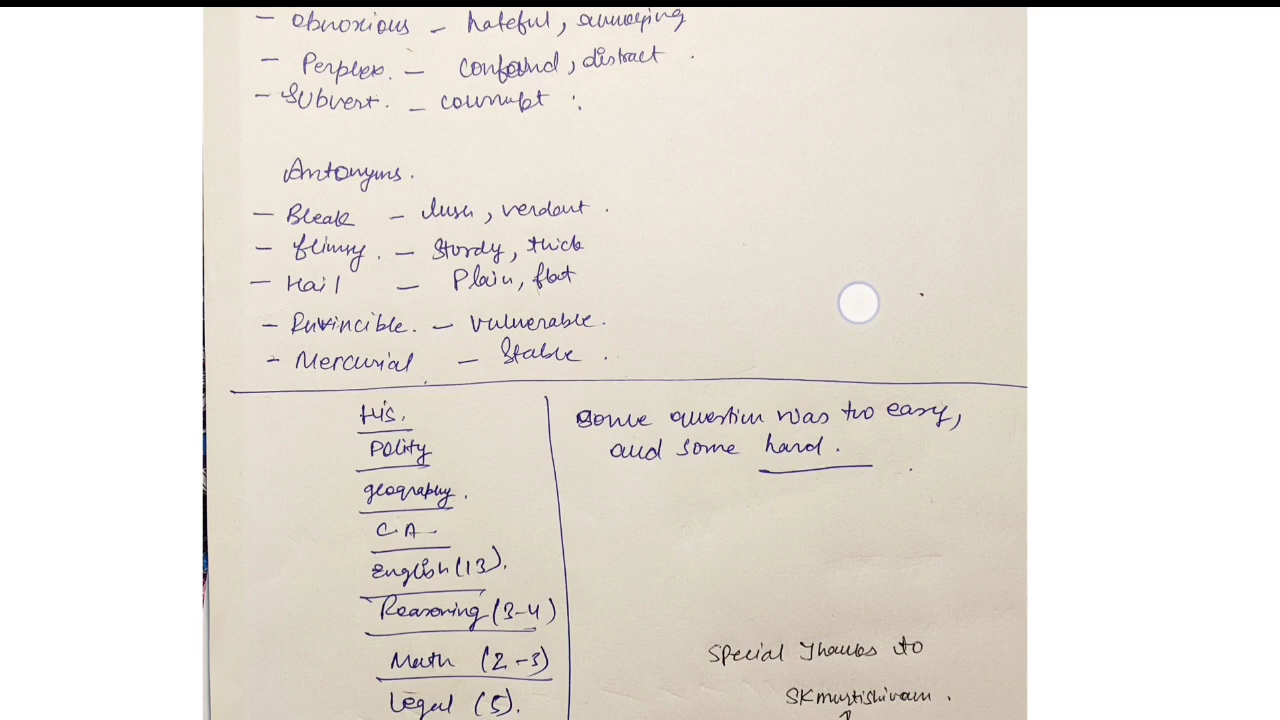 - Obnoxious - hateful, annoying
- Perplex. - confound, distract.
- Subvert. - courrupt :
Antonyms.
- Bleak - lush, verdant.
- flimsy. - Sturdy, thick
- Hail - Plain, flat
- Invincible. - vulnerable.
- Mercurial - Stable.
His.
Polity
geography.
C.A-
English (13).
Reasoning (3-4)
Math (2-3)
Legal (5).
some question was too easy,
and some hard.
Special Thanks to
SKmurtishivam.